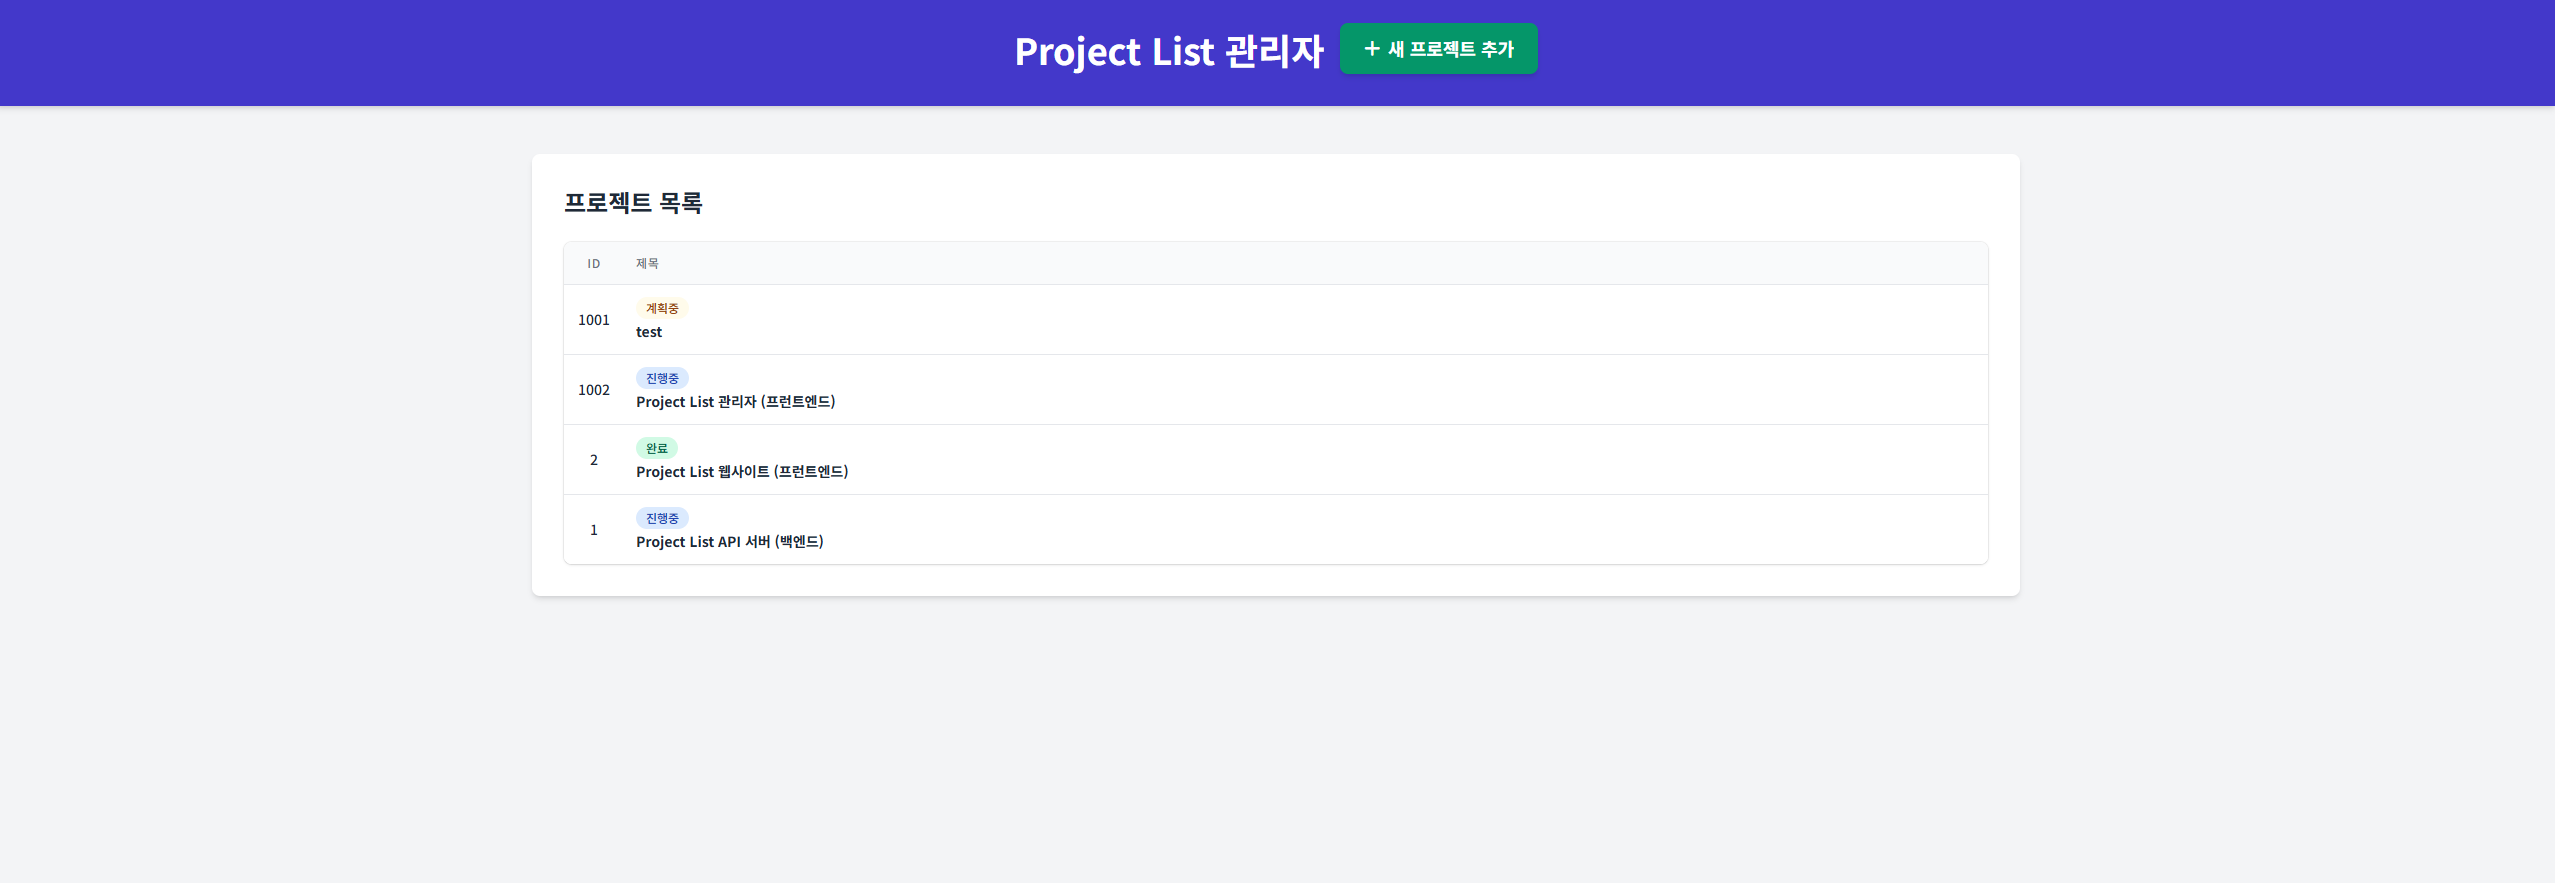 Project List 관리자
+ 새 프로젝트 추가
프로젝트 목록
ID 제목
1001
계획중
test
1002
진행중
Project List 관리자 (프런트엔드)
2
완료
Project List 웹사이트 (프런트엔드)
1
진행중
Project List API 서버 (백엔드)